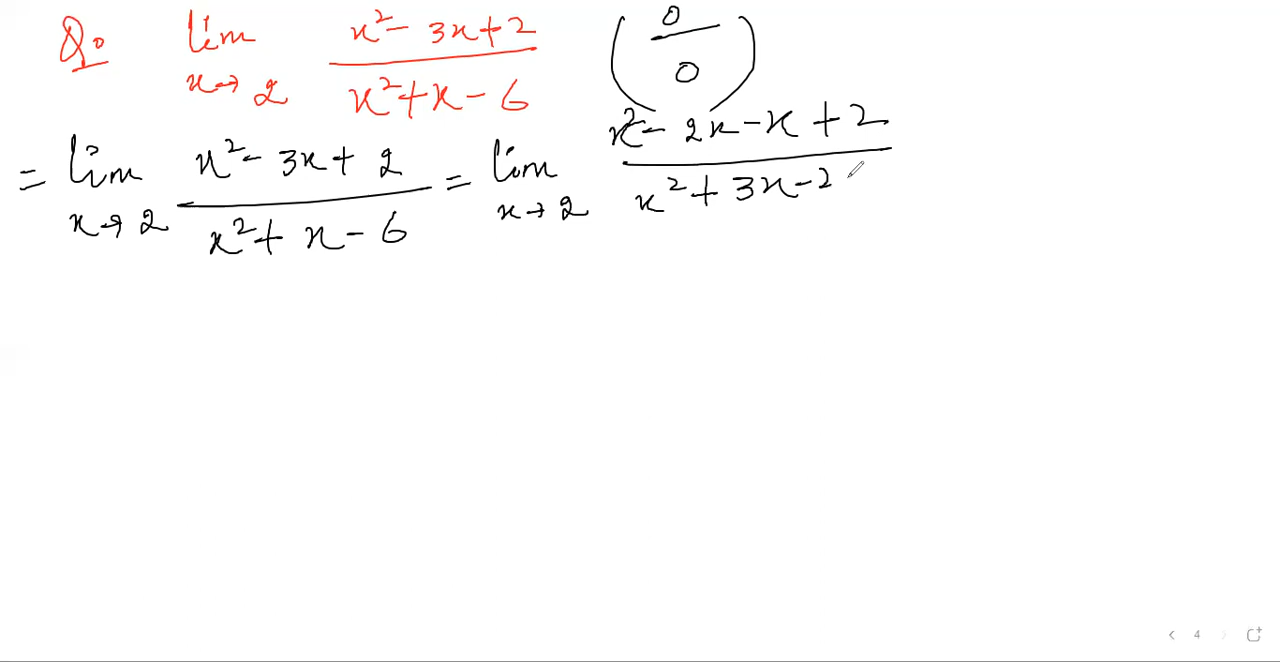 Q. lim x→2 x² - 3x + 2 / x² + x - 6 (0/0)
= lim x→2 x² - 3x + 2 / x² + x - 6 = lim x→2 x² - 2x - x + 2 / x² + 3x - 2
4